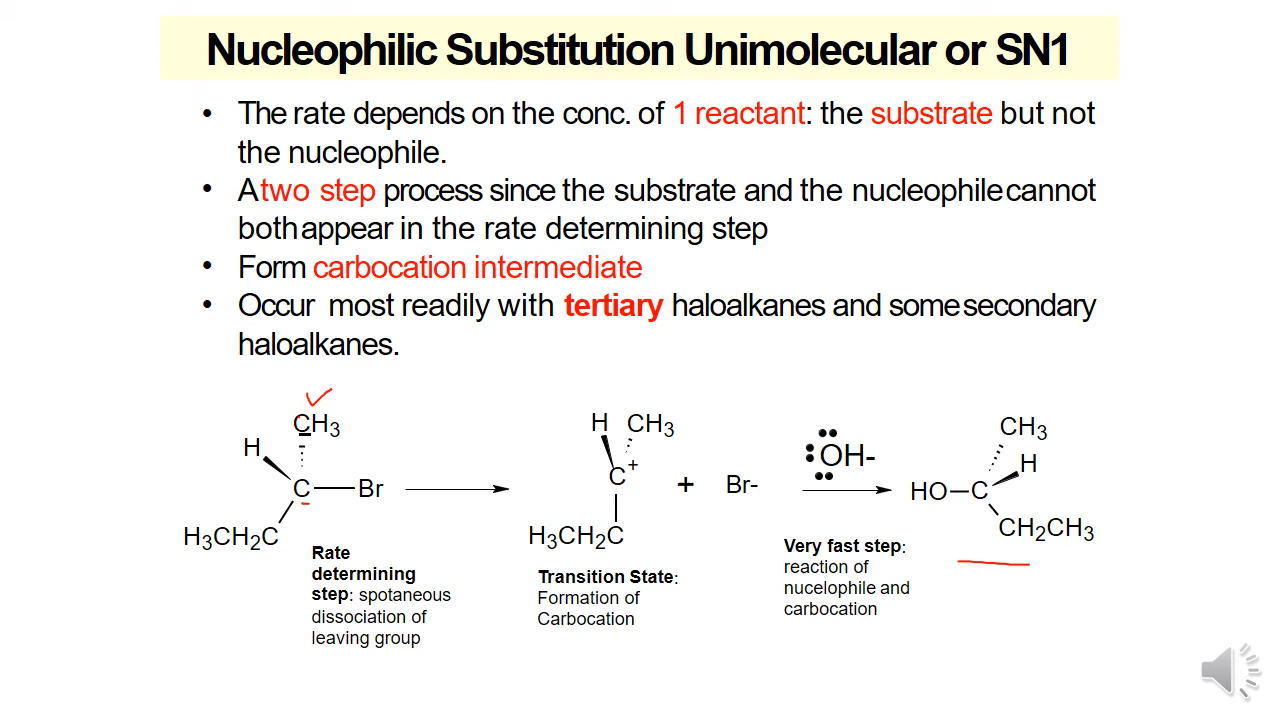 Nucleophilic Substitution Unimolecular or SN1
• The rate depends on the conc. of 1 reactant: the substrate but not
the nucleophile.
• A two step process since the substrate and the nucleophile cannot
both appear in the rate determining step
• Form carbocation intermediate
• Occur most readily with tertiary haloalkanes and some secondary
haloalkanes.
CH3
H
C Br
H3CH2C
Rate
determining
step: spotaneous
dissociation of
leaving group
H CH3
C+
+ Br-
H3CH2C
Transition State:
Formation of
Carbocation
OH-
Very fast step:
reaction of
nucelophile and
carbocation
CH3
H
HO C
CH2CH3